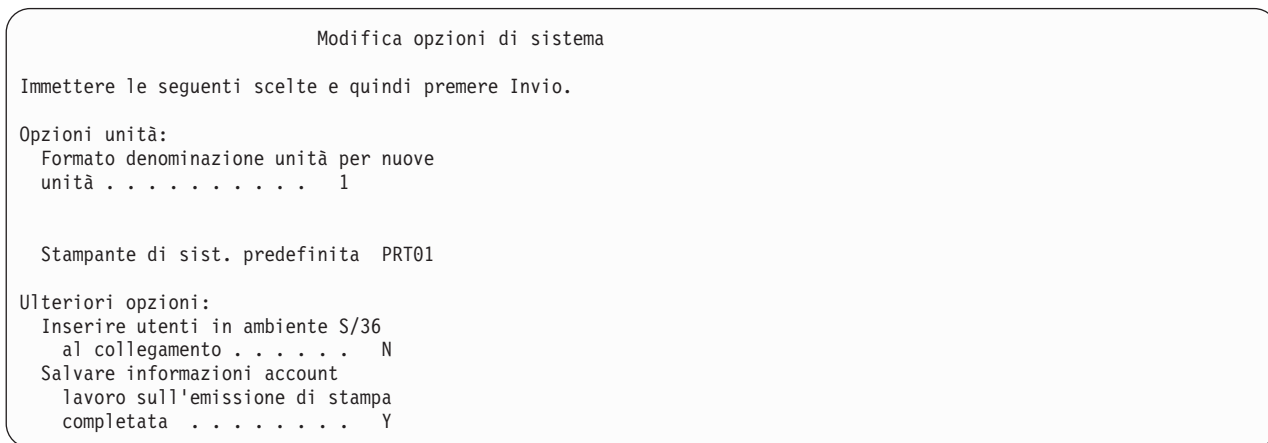 Modifica opzioni di sistema
Immettere le seguenti scelte e quindi premere Invio.
Opzioni unità:
Formato denominazione unità per nuove
unità . . . . . . . . . . 1
Stampante di sist. predefinita PRT01
Ulteriori opzioni:
Inserire utenti in ambiente S/36
al collegamento . . . . . . N
Salvare informazioni account
lavoro sull'emissione di stampa
completata . . . . . . . . Y